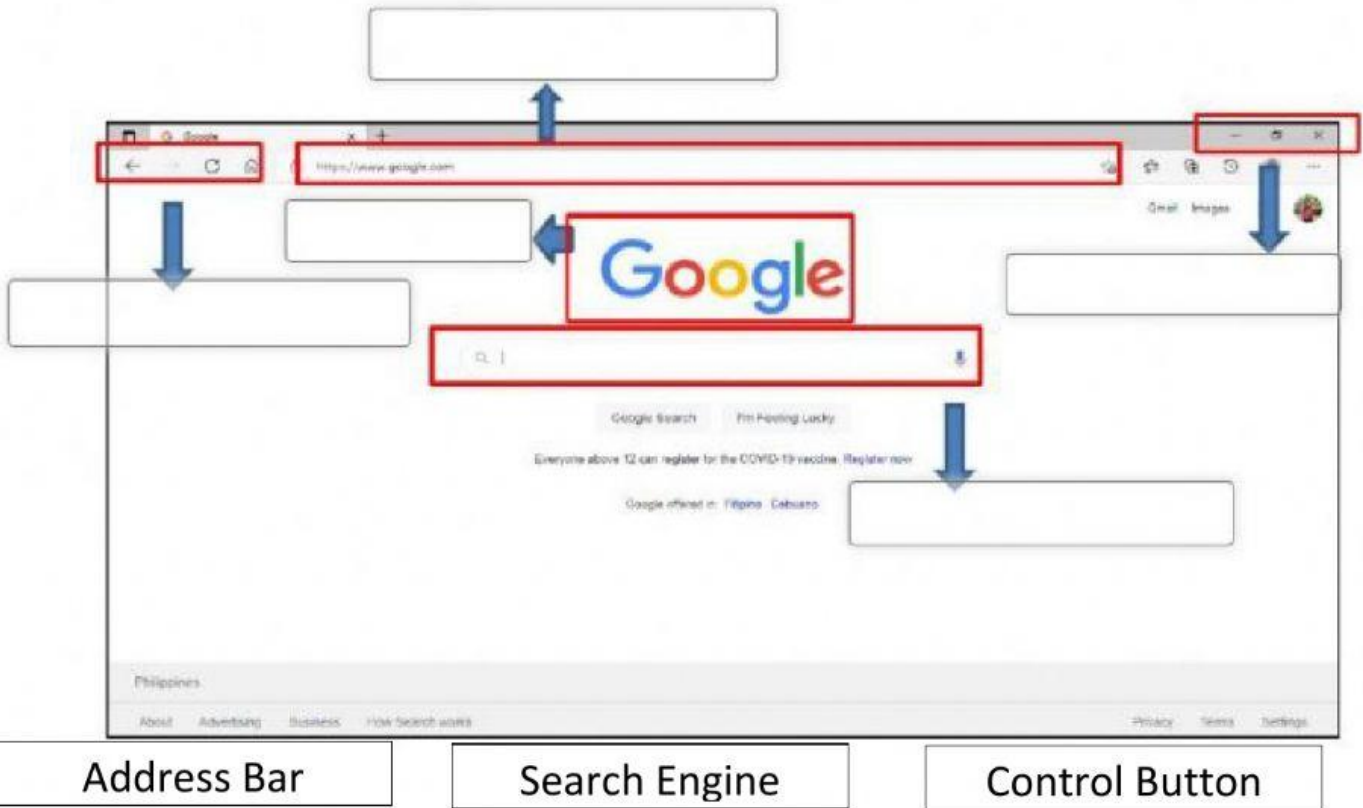 Google
https://www.google.com
Gmail Images
Google
Google Search I'm Feeling Lucky
Everyone above 12 can register for the COVID-19 vaccine. Register now
Google offered in: Filipino Cebuano
Philippines
About Advertising Business How Search works
Privacy Terms Settings
Address Bar
Search Engine
Control Button